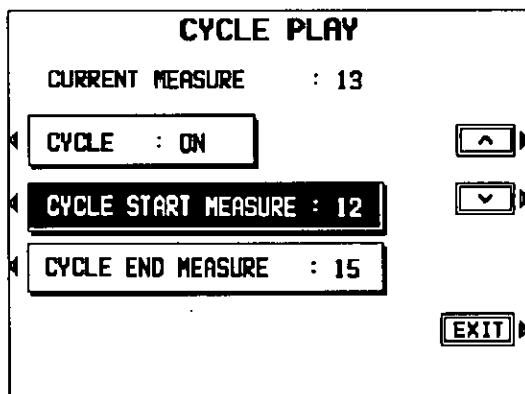 CYCLE PLAY
CURRENT MEASURE : 13
CYCLE : ON
CYCLE START MEASURE : 12
CYCLE END MEASURE : 15
EXIT